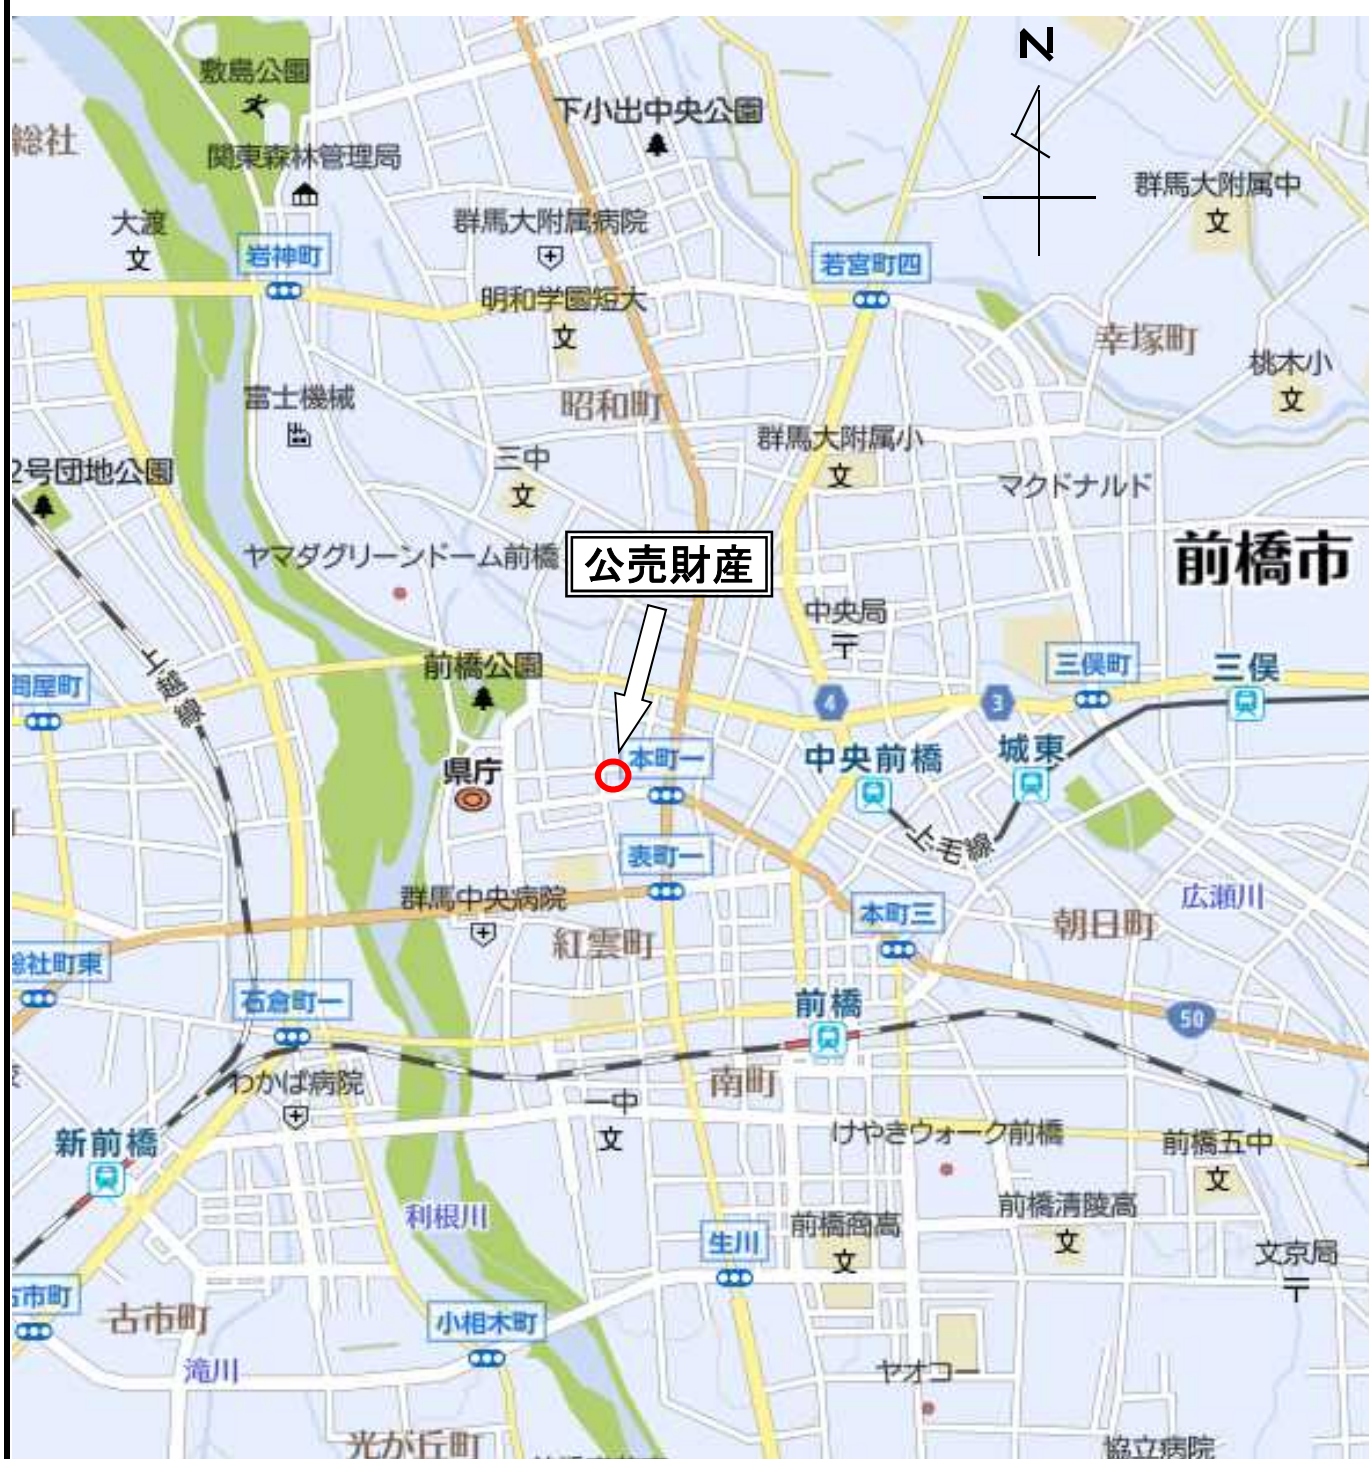 N
敷島公園
下小出中央公園
総社
関東森林管理局
群馬大附属中
大渡
群馬大附属病院
岩神町
若宮町四
明和学園短大
幸塚町
桃木小
富士機械
昭和町
群馬大附属小
三中
2号団地公園
マクドナルド
ヤマダグリーンドーム前橋
公売財産
前橋市
中央局
前橋公園
三俣町
三俣
問屋町
上越線
4
3
本町一
中央前橋
城東
県庁
上毛線
表町一
群馬中央病院
広瀬川
本町三
朝日町
紅雲町
総社町東
石倉町一
前橋
50
わかば病院
南町
一中
けやきウォーク前橋
新前橋
前橋五中
利根川
前橋商高
前橋清陵高
生川
文京局
古市町
古市町
小相木町
滝川
ヤオコー
光が丘町
協立病院